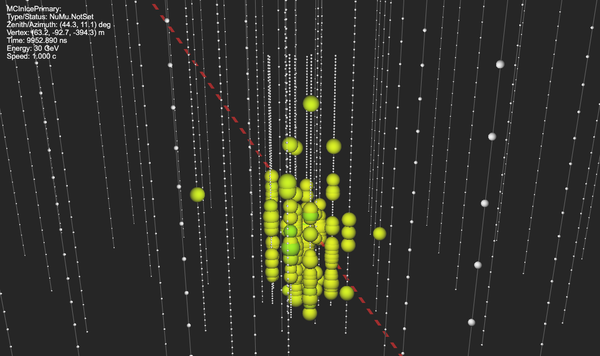 MCInIcePrimary:
Type/Status: NuMu.NotSet
Zenith/Azimuth: (44.3, 11.1) deg
Vertex: (63.2, -92.7, -394.3) m
Time: 9952.890 ns
Energy: 30 GeV
Speed: 1.000 c